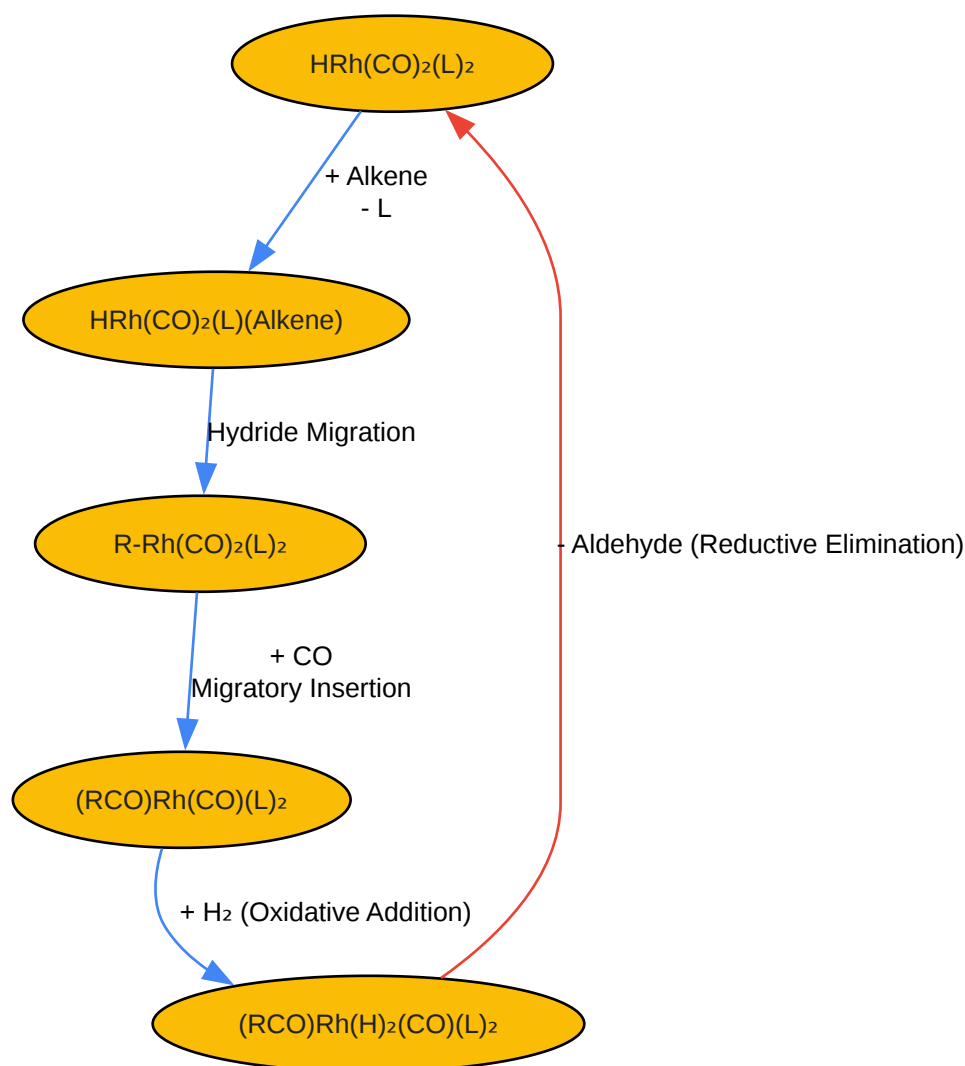 HRh(CO)₂(L)₂
+ Alkene
- L
HRh(CO)₂(L)(Alkene)
Hydride Migration
R-Rh(CO)₂(L)₂
- Aldehyde (Reductive Elimination)
+ CO
Migratory Insertion
(RCO)Rh(CO)(L)₂
+ H₂ (Oxidative Addition)
(RCO)Rh(H)₂(CO)(L)₂